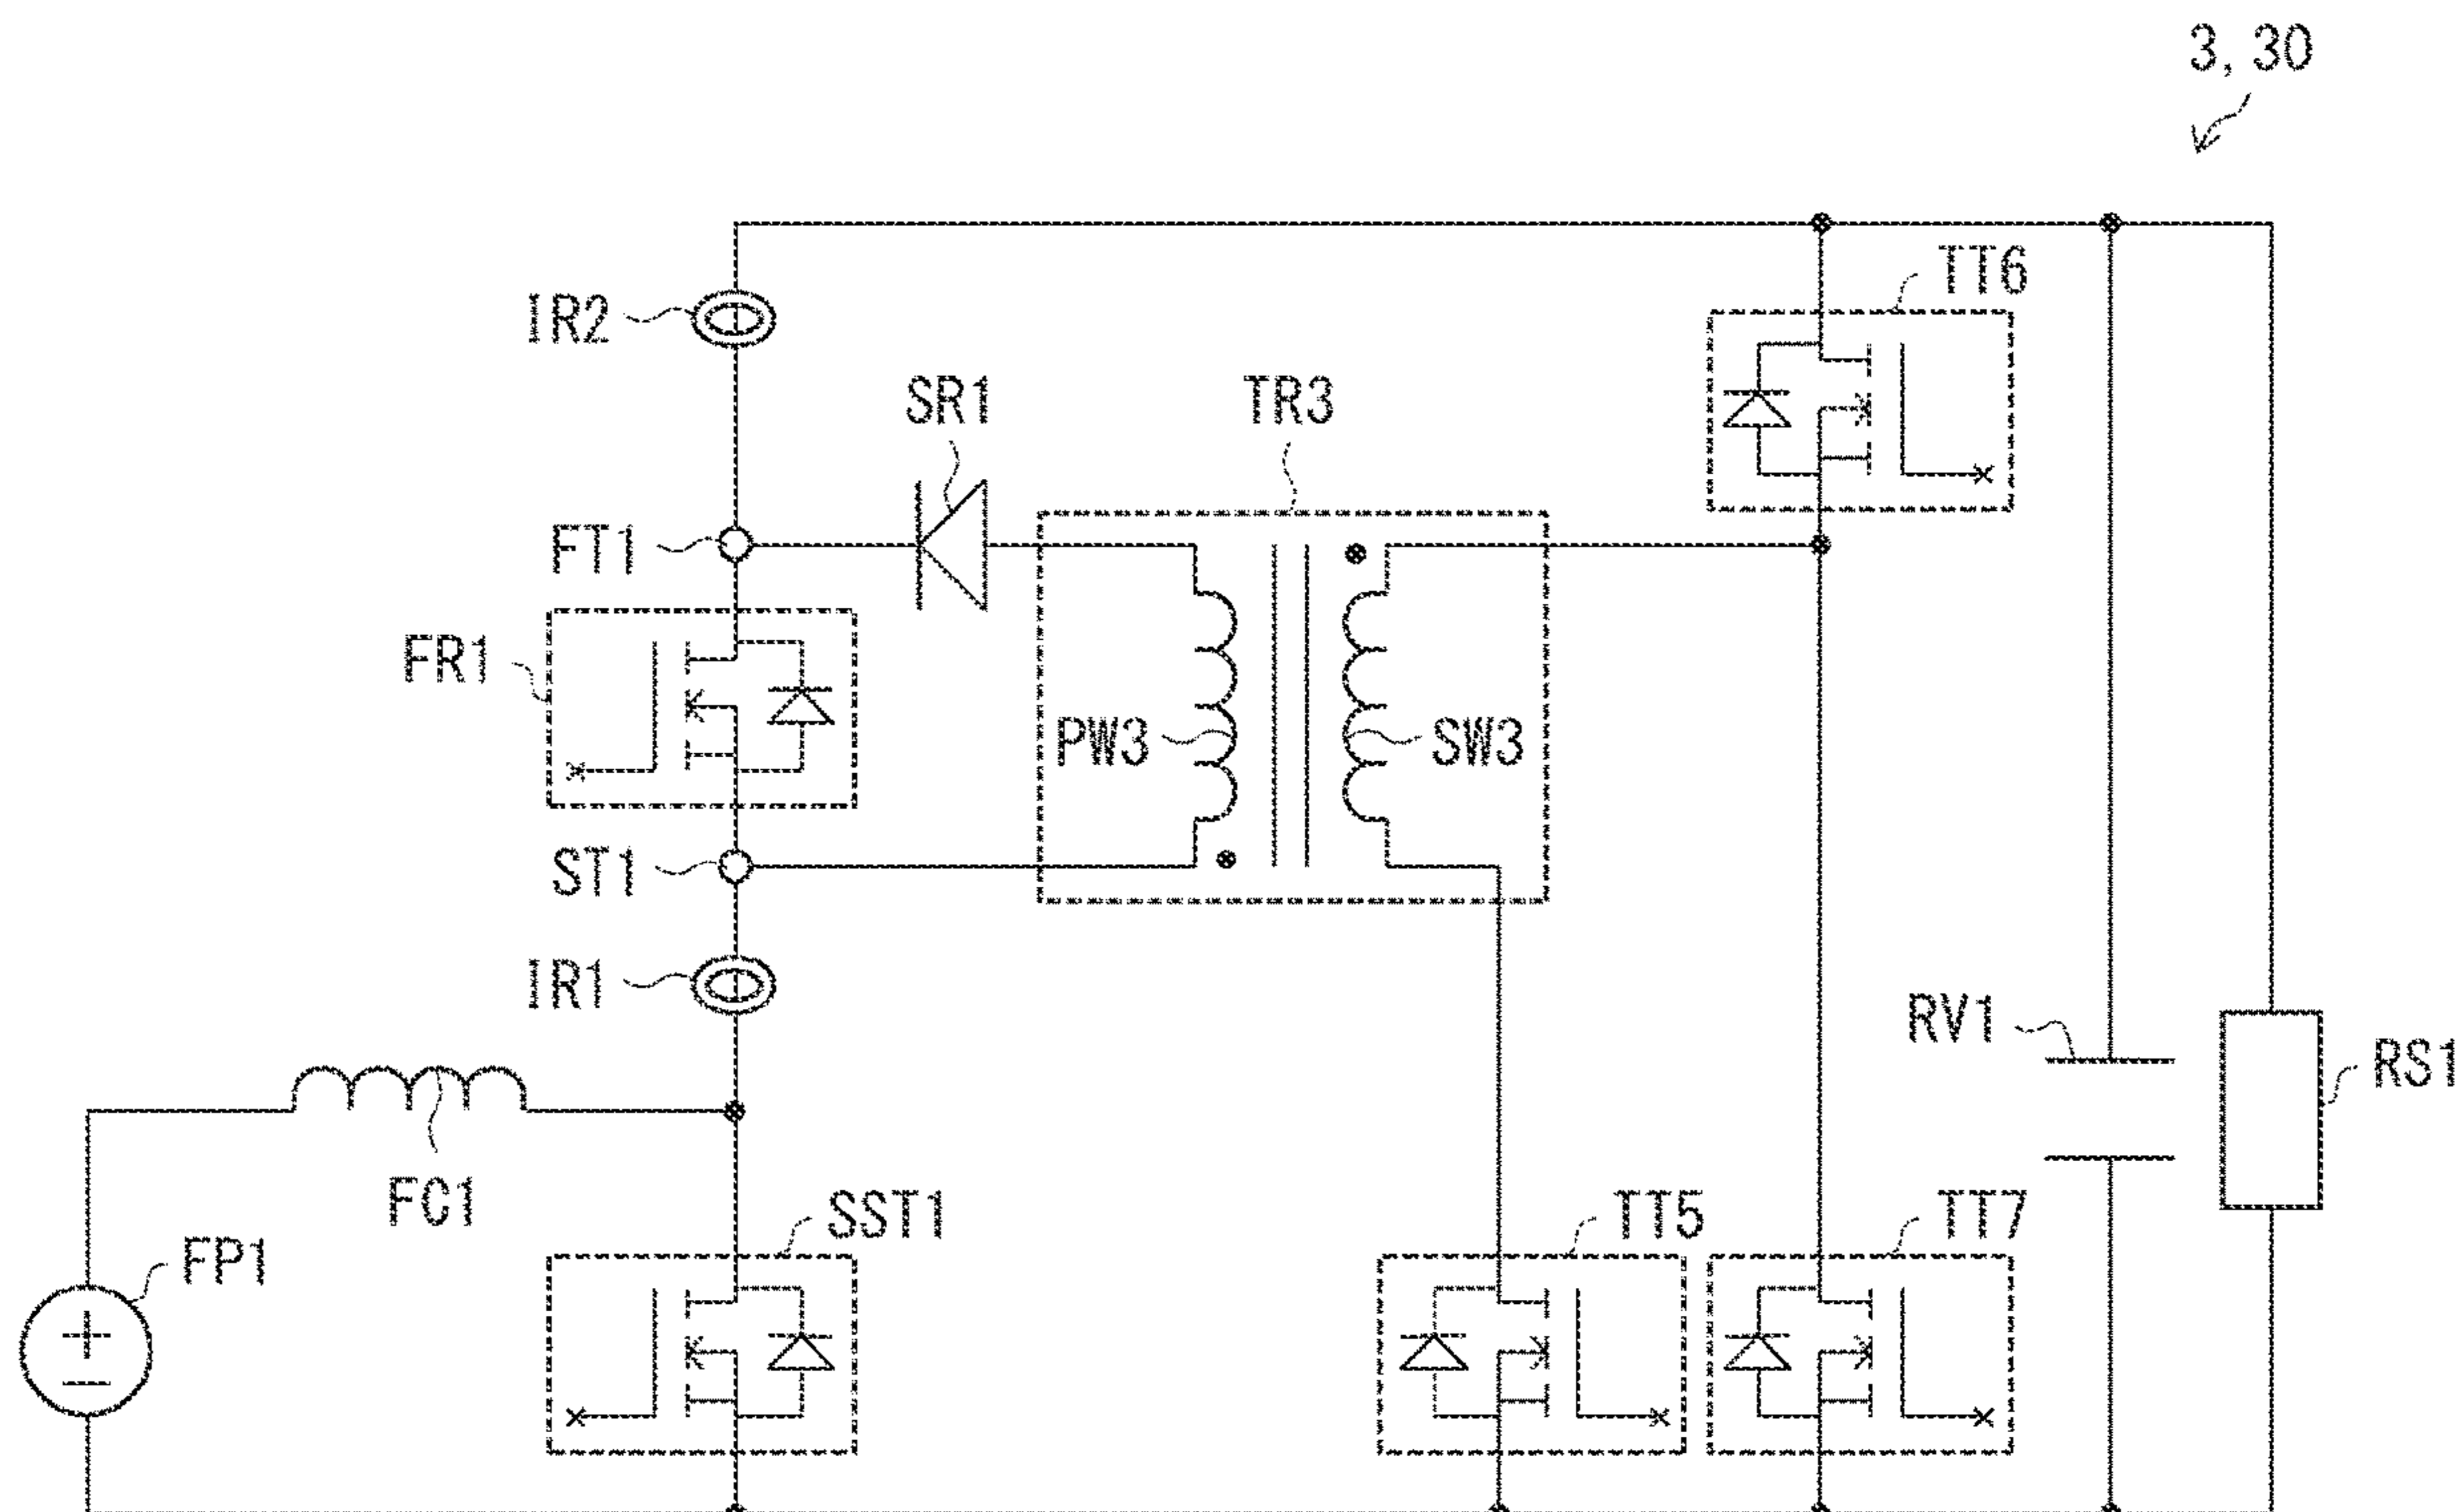 3, 30
TT6
IR2
SR1
TR3
FT1
FR1
PW3
SW3
ST1
IR1
RV1
RS1
FC1
SST1
TT5
TT7
FP1